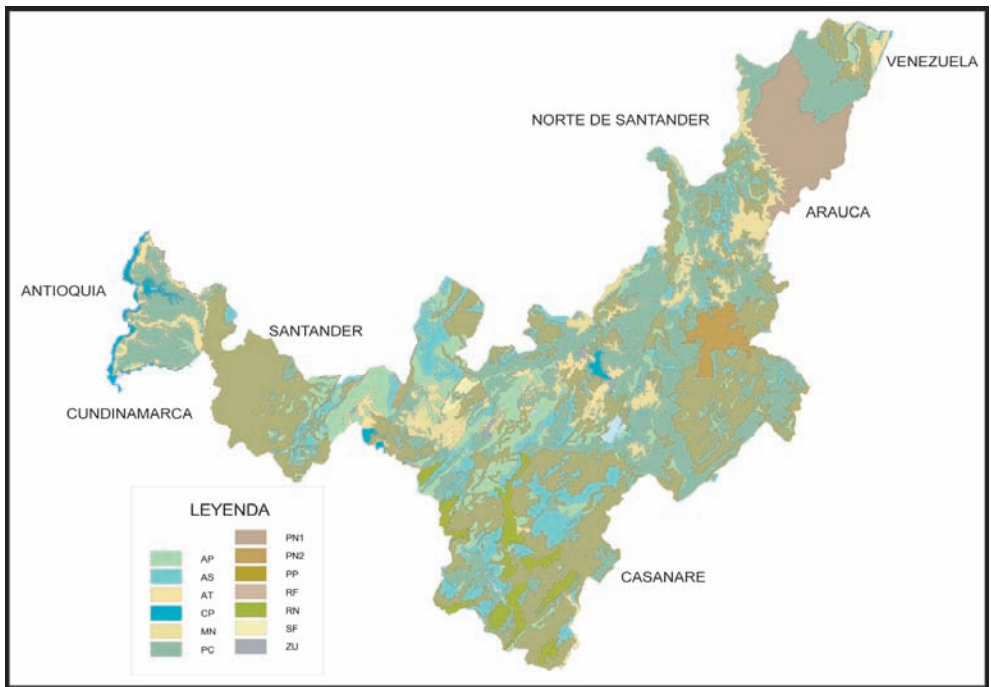 VENEZUELA
NORTE DE SANTANDER
ARAUCA
ANTIOQUIA
SANTANDER
CUNDINAMARCA
CASANARE
LEYENDA
AP
AS
AT
CP
MN
PC
PN1
PN2
PP
RF
RN
SF
ZU